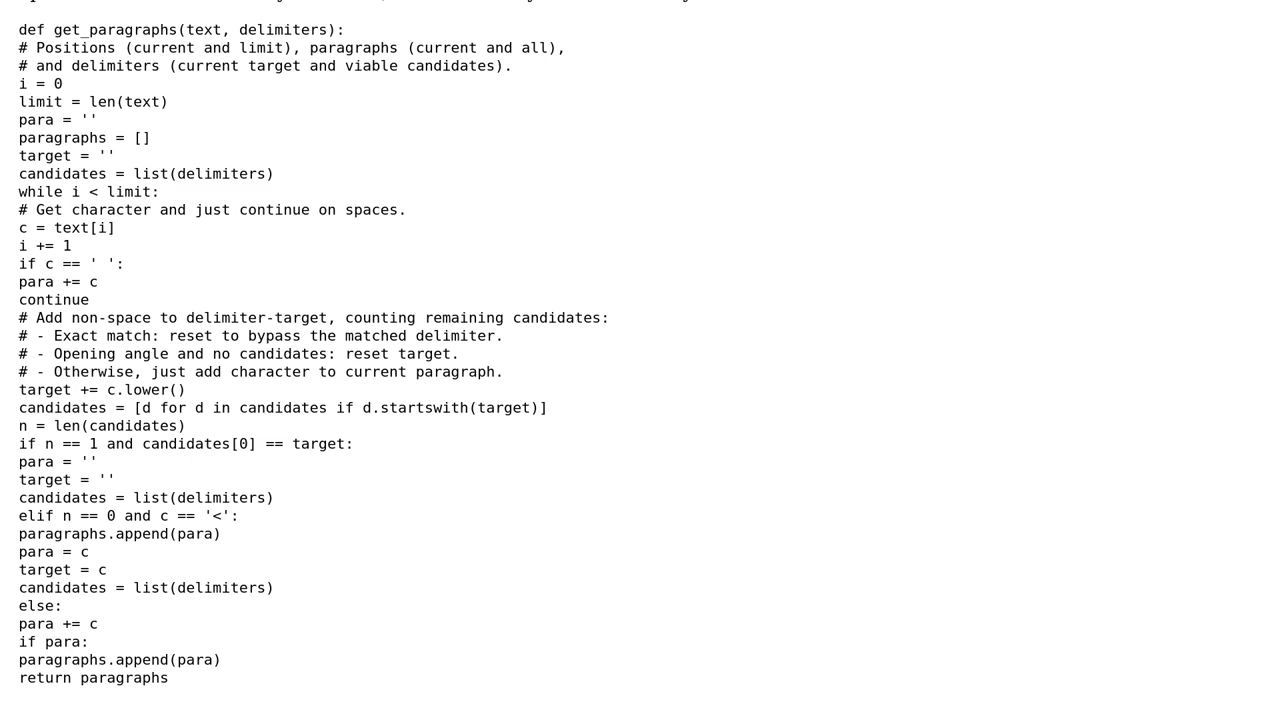 def get_paragraphs(text, delimiters):
# Positions (current and limit), paragraphs (current and all),
# and delimiters (current target and viable candidates).
i = 0
limit = len(text)
para = ''
paragraphs = []
target = ''
candidates = list(delimiters)
while i < limit:
# Get character and just continue on spaces.
c = text[i]
i += 1
if c == ' ':
para += c
continue
# Add non-space to delimiter-target, counting remaining candidates:
# - Exact match: reset to bypass the matched delimiter.
# - Opening angle and no candidates: reset target.
# - Otherwise, just add character to current paragraph.
target += c.lower()
candidates = [d for d in candidates if d.startswith(target)]
n = len(candidates)
if n == 1 and candidates[0] == target:
para = ''
target = ''
candidates = list(delimiters)
elif n == 0 and c == '<':
paragraphs.append(para)
para = c
target = c
candidates = list(delimiters)
else:
para += c
if para:
paragraphs.append(para)
return paragraphs